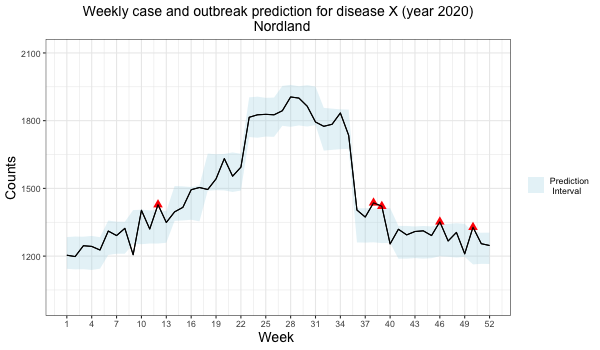 Weekly case and outbreak prediction for disease X (year 2020)
Nordland
2100
1800
1500
1200
Counts
1 4 7 10 13 16 19 22 25 28 31 34 37 40 43 46 49 52
Week
Prediction
Interval